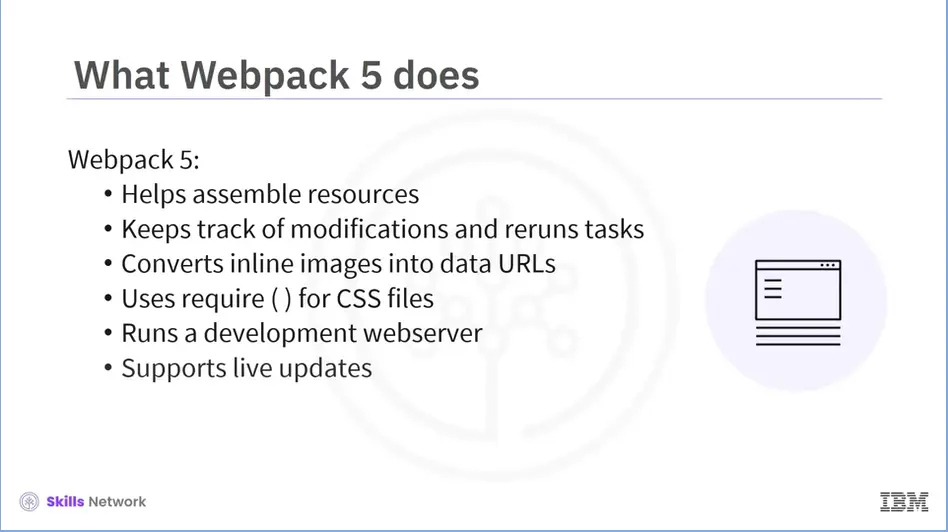 What Webpack 5 does
Webpack 5:
• Helps assemble resources
• Keeps track of modifications and reruns tasks
• Converts inline images into data URLs
• Uses require ( ) for CSS files
• Runs a development webserver
• Supports live updates
Skills Network
IBM